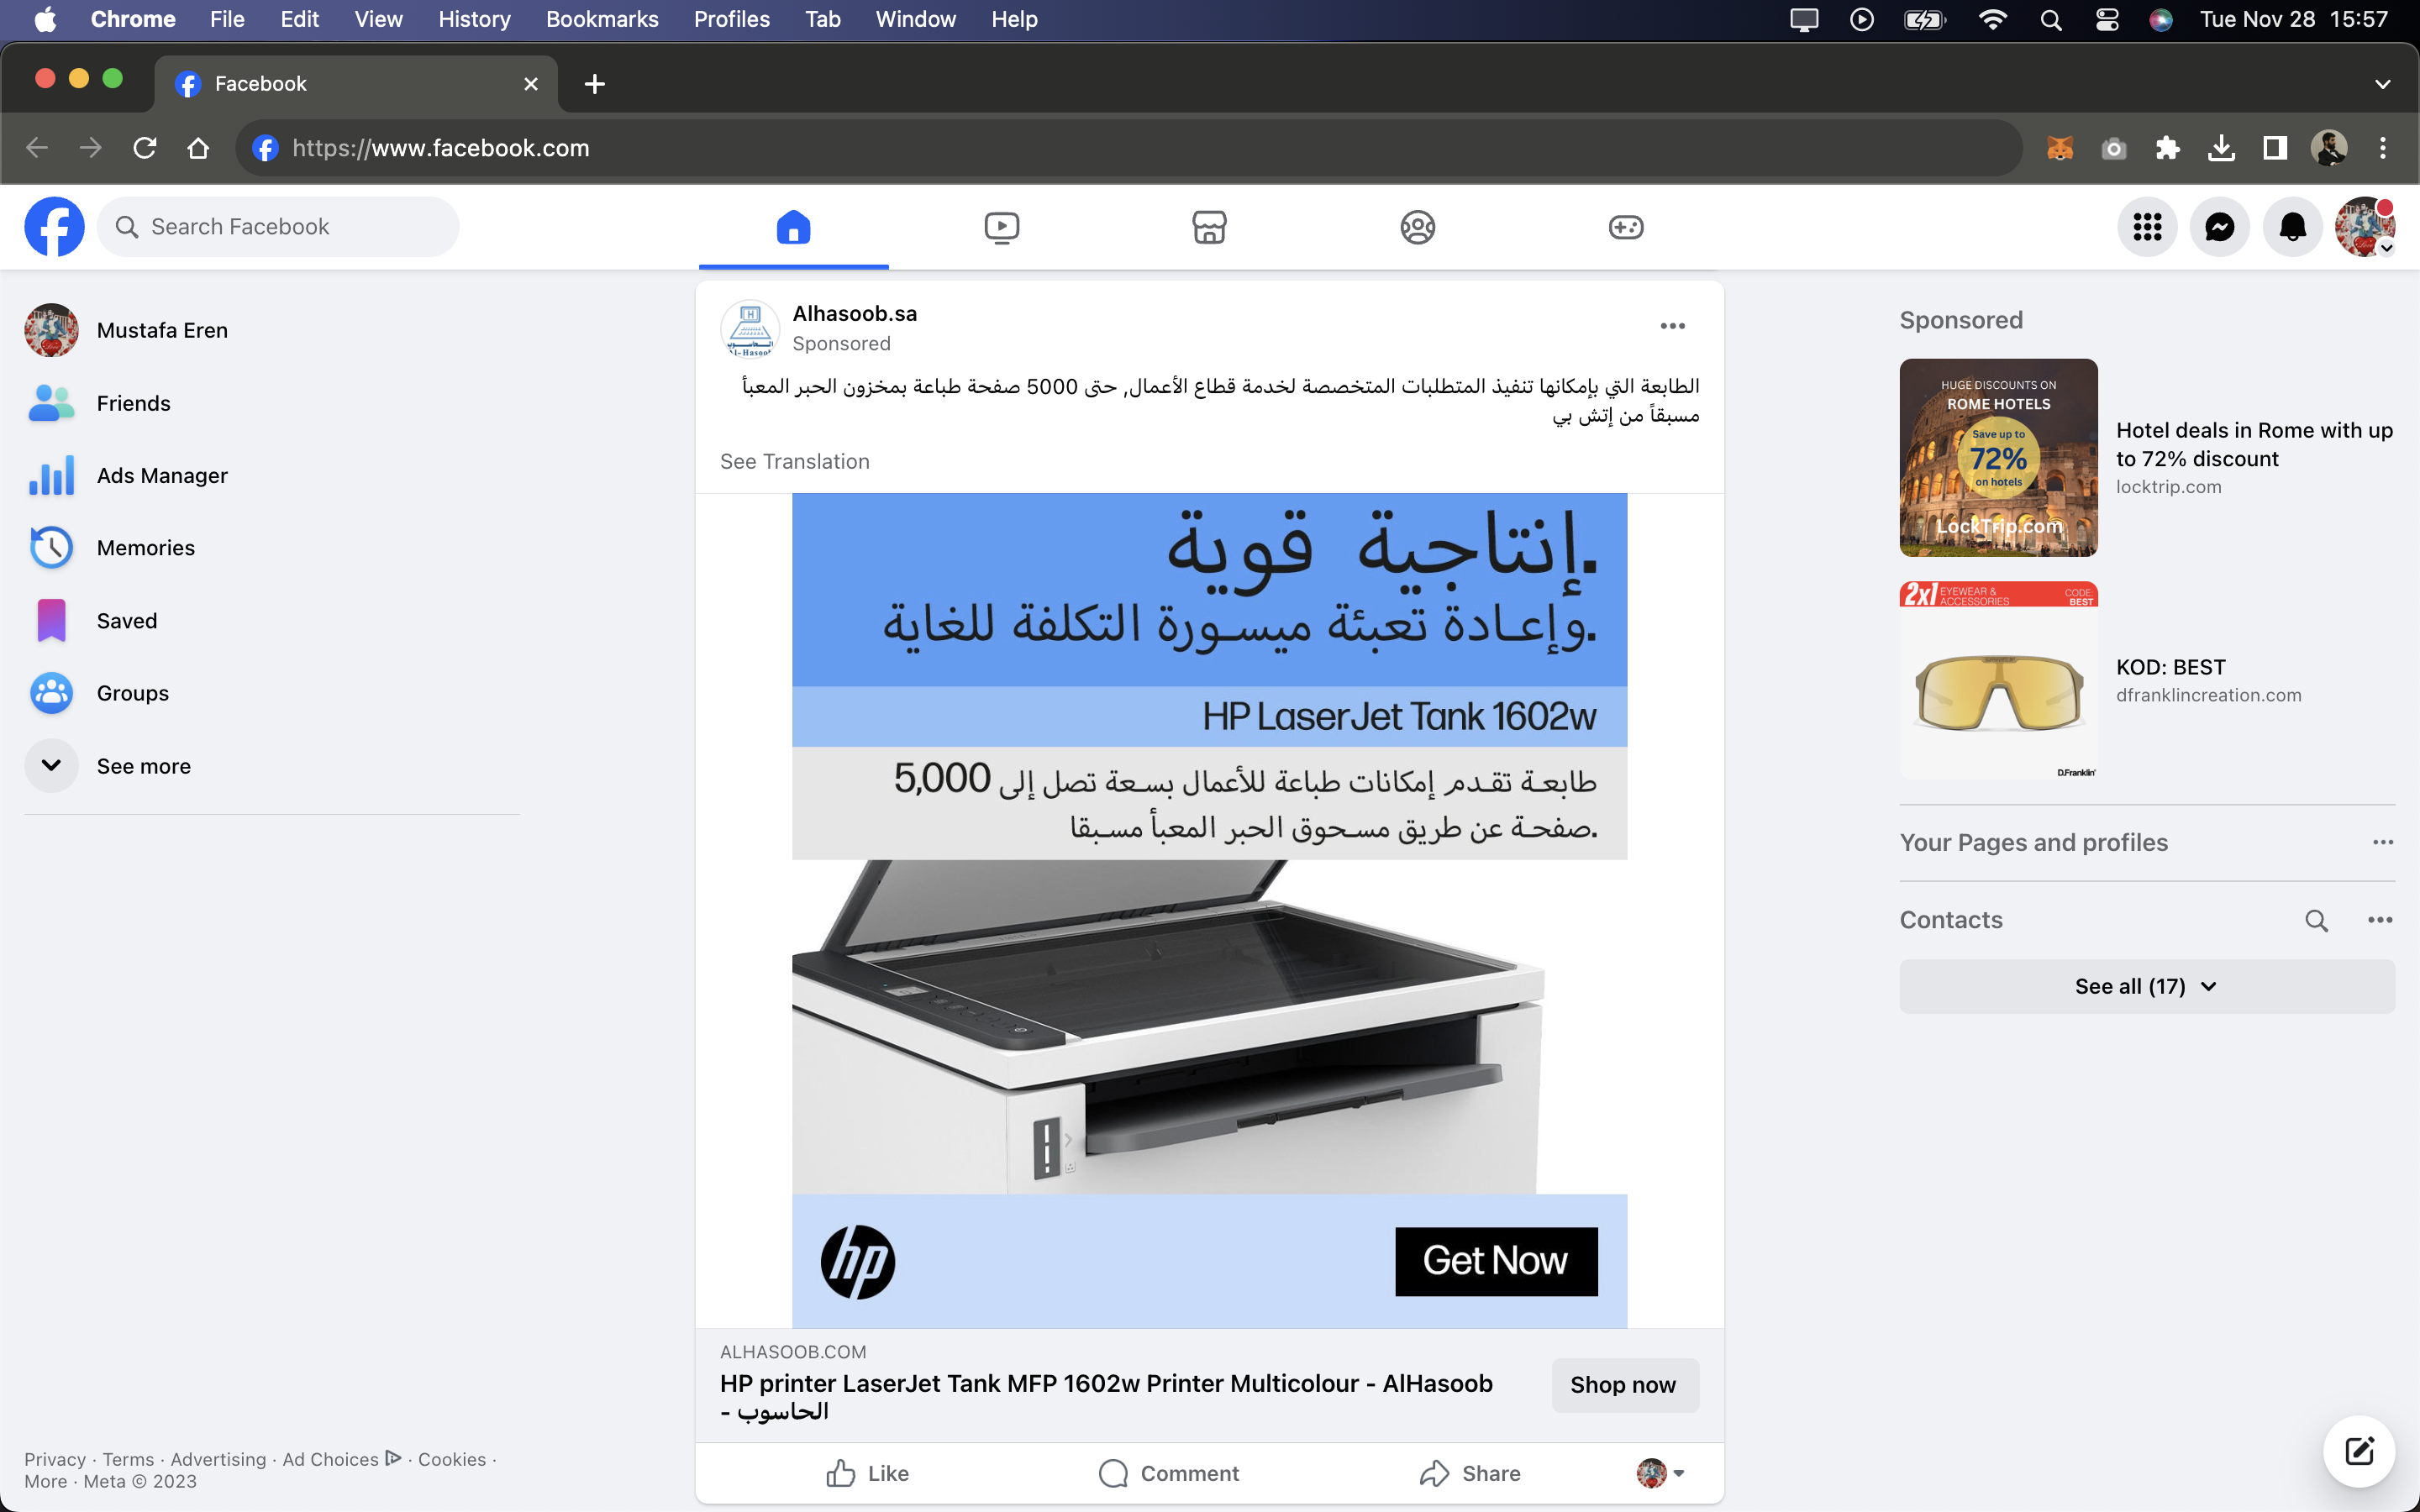 Chrome File Edit View History Bookmarks Profiles Tab Window Help
Tue Nov 28 15:57
Facebook
https://www.facebook.com
Search Facebook
Mustafa Eren
Friends
Ads Manager
Memories
Saved
Groups
See more
Privacy · Terms · Advertising · Ad Choices · Cookies ·
More · Meta © 2023
Alhasoob.sa
Sponsored
الطابعة التي بإمكانها تنفيذ المتطلبات المتخصصة لخدمة قطاع الأعمال, حتى 5000 صفحة طباعة بمخزون الحبر المعبأ
مسبقاً من إتش بي
See Translation
إنتاجية قوية.
وإعادة تعبئة ميسورة التكلفة للغاية.
HP LaserJet Tank 1602w
طابعة تقدم إمكانات طباعة للأعمال بسعة تصل إلى 5,000
صفحة عن طريق مسحوق الحبر المعبأ مسبقا.
hp
Get Now
ALHASOOB.COM
HP printer LaserJet Tank MFP 1602w Printer Multicolour - AlHasoob
- الحاسوب
Shop now
Like
Comment
Share
Sponsored
HUGE DISCOUNTS ON
ROME HOTELS
Save up to
72%
on hotels
LockTrip.com
Hotel deals in Rome with up
to 72% discount
locktrip.com
2x1 EYEWEAR &
ACCESSORIES
CODE:
BEST
D.Franklin
KOD: BEST
dfranklincreation.com
Your Pages and profiles
Contacts
See all (17)